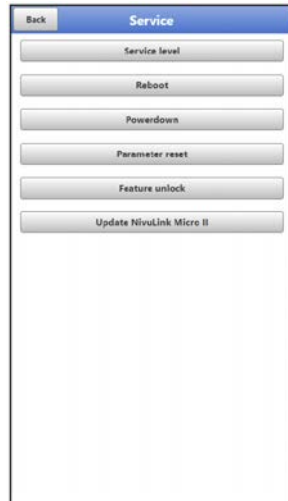 Back
Service
Service level
Reboot
Powerdown
Parameter reset
Feature unlock
Update NivuLink Micro II